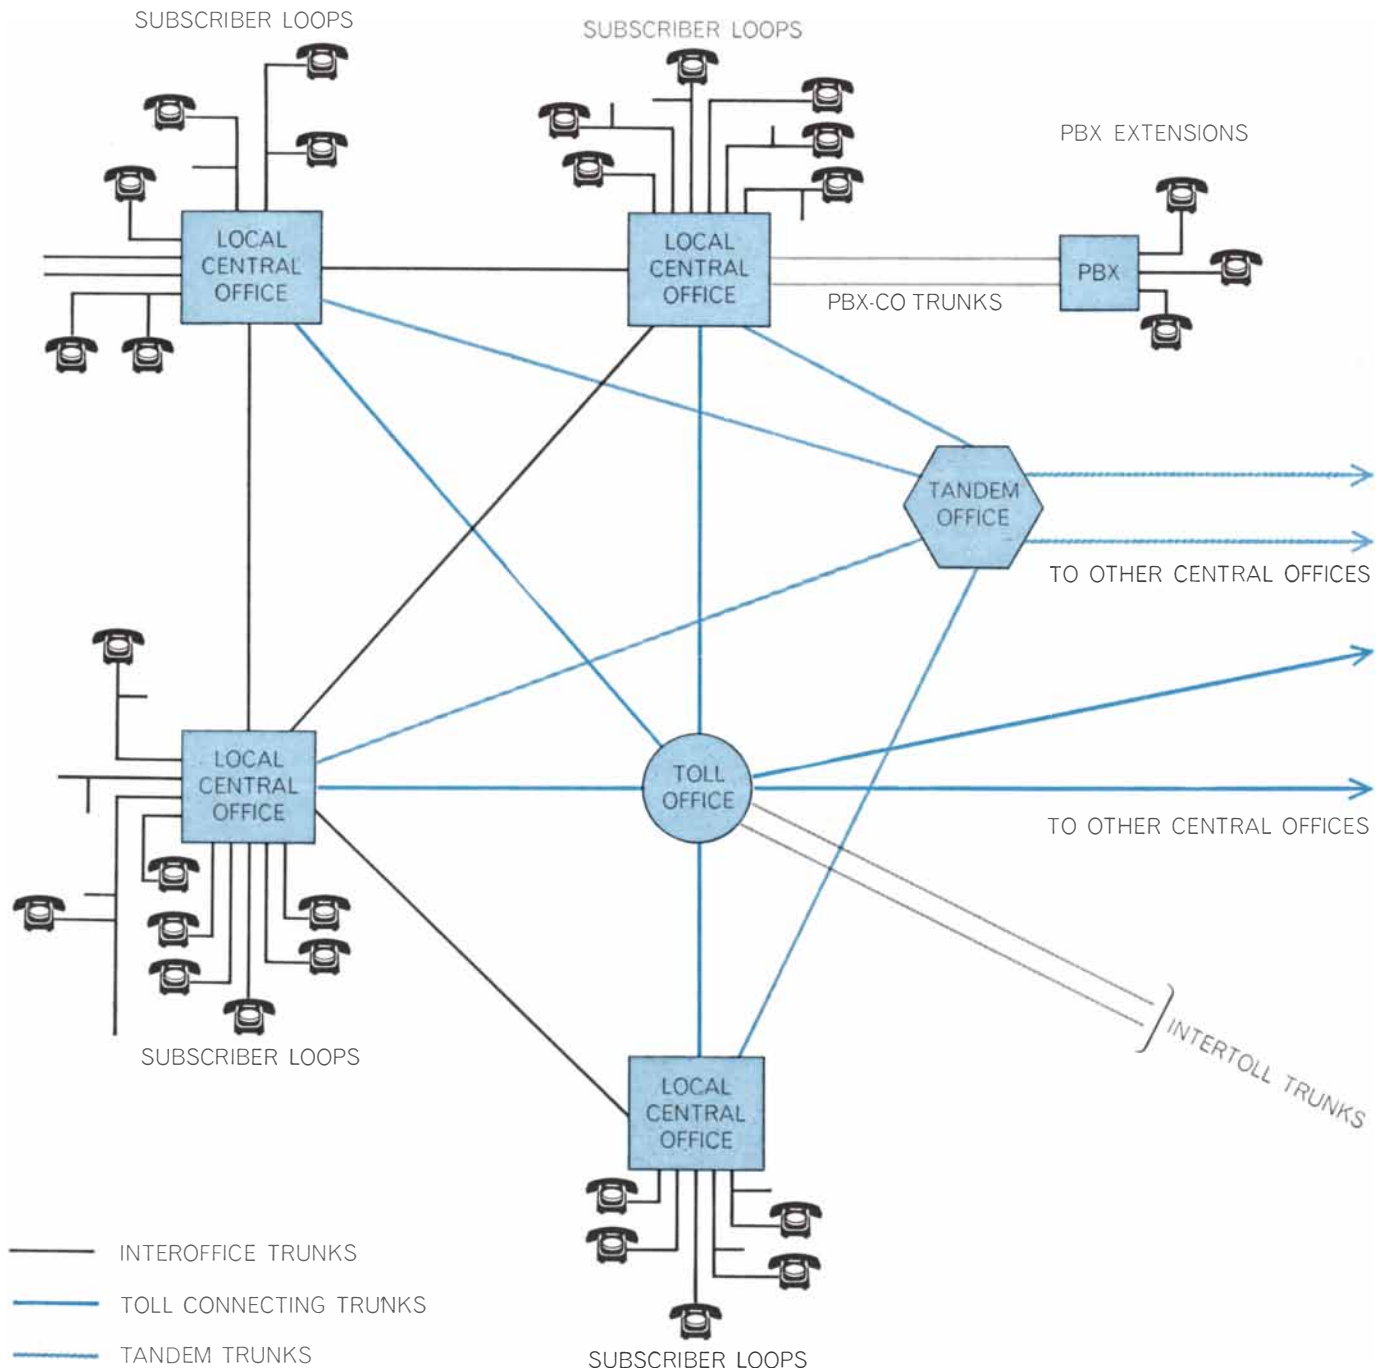 SUBSCRIBER LOOPS
SUBSCRIBER LOOPS
PBX EXTENSIONS
LOCAL
CENTRAL
OFFICE
LOCAL
CENTRAL
OFFICE
PBX
PBX-CO TRUNKS
TANDEM
OFFICE
TO OTHER CENTRAL OFFICES
LOCAL
CENTRAL
OFFICE
TOLL
OFFICE
TO OTHER CENTRAL OFFICES
SUBSCRIBER LOOPS
INTERTOLL TRUNKS
LOCAL
CENTRAL
OFFICE
INTEROFFICE TRUNKS
TOLL CONNECTING TRUNKS
TANDEM TRUNKS
SUBSCRIBER LOOPS